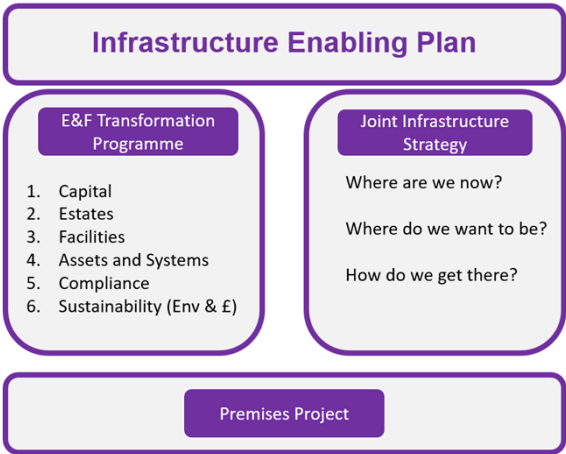 Infrastructure Enabling Plan
E&F Transformation
Programme
1. Capital
2. Estates
3. Facilities
4. Assets and Systems
5. Compliance
6. Sustainability (Env & £)
Joint Infrastructure
Strategy
Where are we now?
Where do we want to be?
How do we get there?
Premises Project